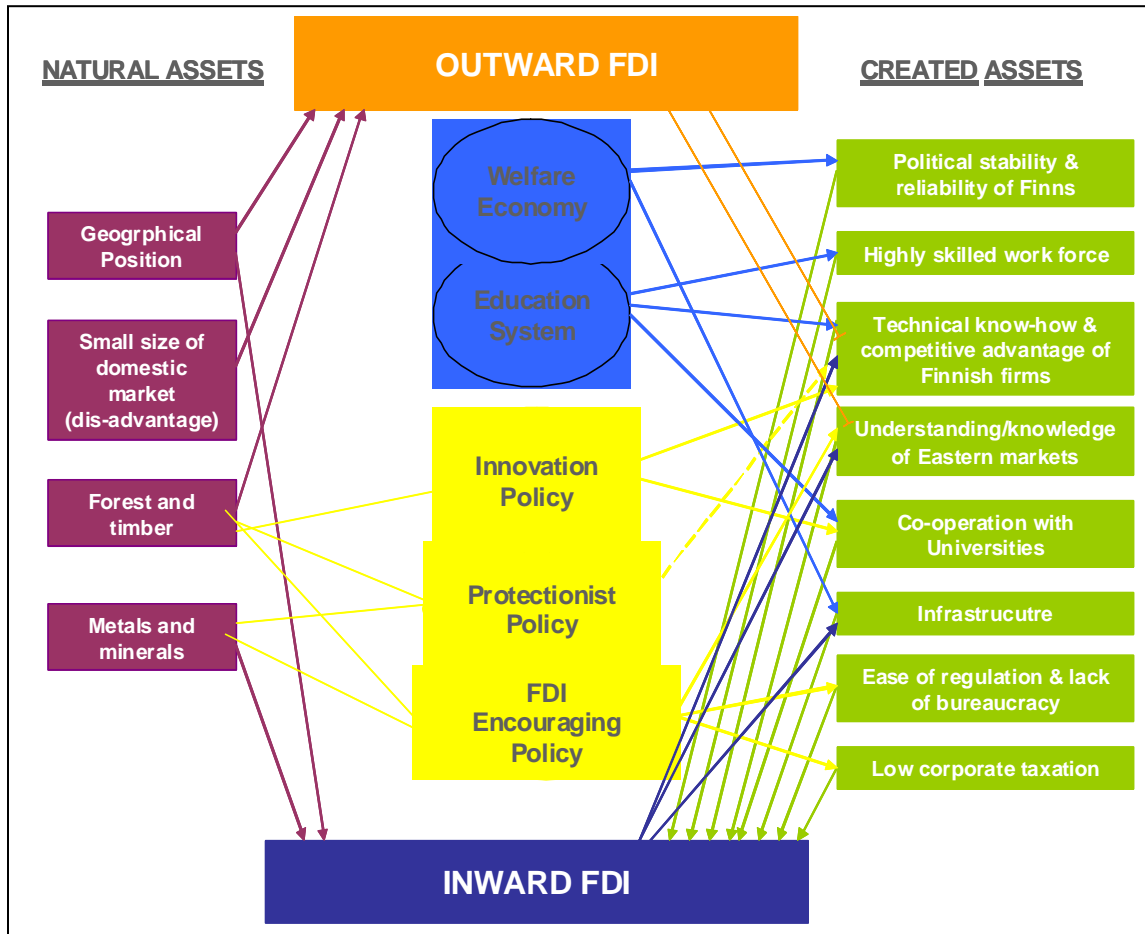 OUTWARD FDI
NATURAL ASSETS
CREATED ASSETS
Welfare
Economy
Education
System
Geogrphical
Position
Small size of
domestic
market
(dis-advantage)
Forest and
timber
Metals and
minerals
Innovation
Policy
Protectionist
Policy
FDI
Encouraging
Policy
Political stability &
reliability of Finns
Highly skilled work force
Technical know-how &
competitive advantage of
Finnish firms
Understanding/knowledge
of Eastern markets
Co-operation with
Universities
Infrastrucutre
Ease of regulation & lack
of bureaucracy
Low corporate taxation
INWARD FDI